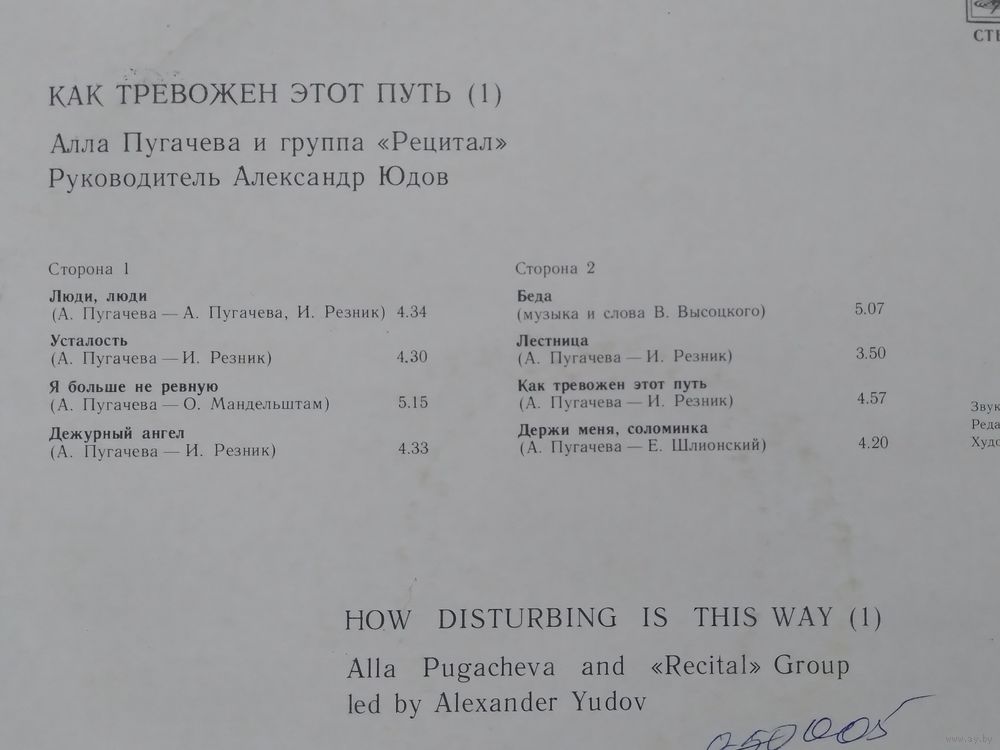 КАК ТРЕВОЖЕН ЭТОТ ПУТЬ (1)
Алла Пугачева и группа «Рецитал»
Руководитель Александр Юдов
Сторона 1
Люди, люди
(А. Пугачева — А. Пугачева, И. Резник) 4.34
Усталость
(А. Пугачева — И. Резник) 4.30
Я больше не ревную
(А. Пугачева — О. Мандельштам) 5.15
Дежурный ангел
(А. Пугачева — И. Резник) 4.33
Сторона 2
Беда
(музыка и слова В. Высоцкого) 5.07
Лестница
(А. Пугачева — И. Резник) 3.50
Как тревожен этот путь
(А. Пугачева — И. Резник) 4.57
Держи меня, соломинка
(А. Пугачева — Е. Шлионский) 4.20
HOW DISTURBING IS THIS WAY (1)
Alla Pugacheva and «Recital» Group
led by Alexander Yudov
www.ay.by